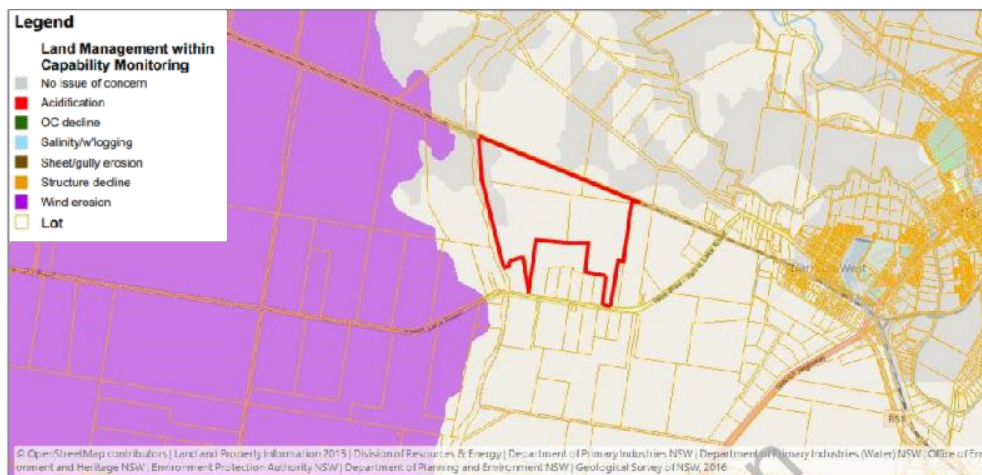 Legend
Land Management within
Capability Monitoring
No issue of concern
Acidification
OC decline
Salinity/w'logging
Sheet/gully erosion
Structure decline
Wind erosion
Lot
West
© OpenStreetMap contributors | Land and Property Information 2015 | Division of Resources & Energy | Department of Primary Industries NSW | Department of Primary Industries (Water) NSW | Office of En
onment and Heritage NSW | Environment Protection Authority NSW | Department of Planning and Environment NSW | Geological Survey of NSW, 2016